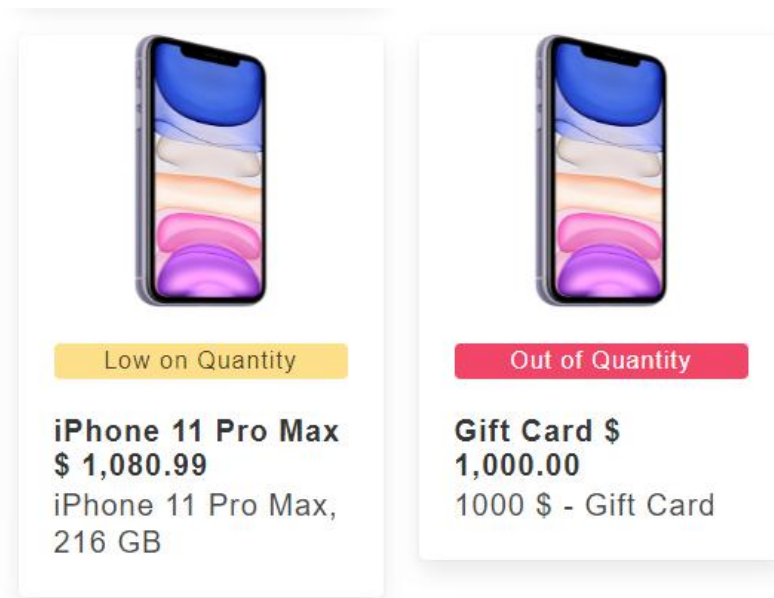 Low on Quantity
iPhone 11 Pro Max
$ 1,080.99
iPhone 11 Pro Max,
216 GB
Out of Quantity
Gift Card $
1,000.00
1000 $ - Gift Card